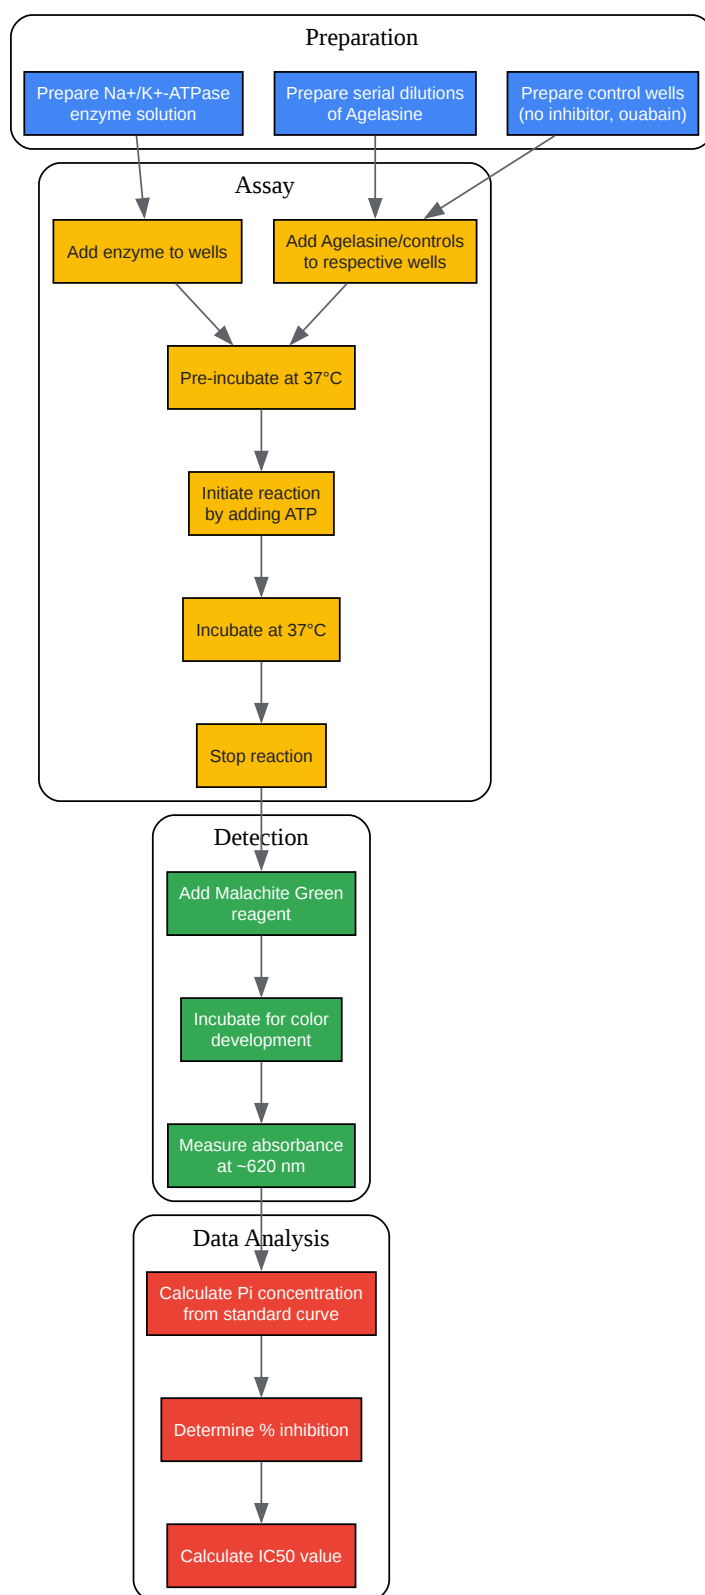 Preparation
Prepare Na+/K+-ATPase
enzyme solution
Prepare serial dilutions
of Agelasine
Prepare control wells
(no inhibitor, ouabain)
Assay
Add enzyme to wells
Add Agelasine/controls
to respective wells
Pre-incubate at 37°C
Initiate reaction
by adding ATP
Incubate at 37°C
Stop reaction
Detection
Add Malachite Green
reagent
Incubate for color
development
Measure absorbance
at ~620 nm
Data Analysis
Calculate Pi concentration
from standard curve
Determine % inhibition
Calculate IC50 value